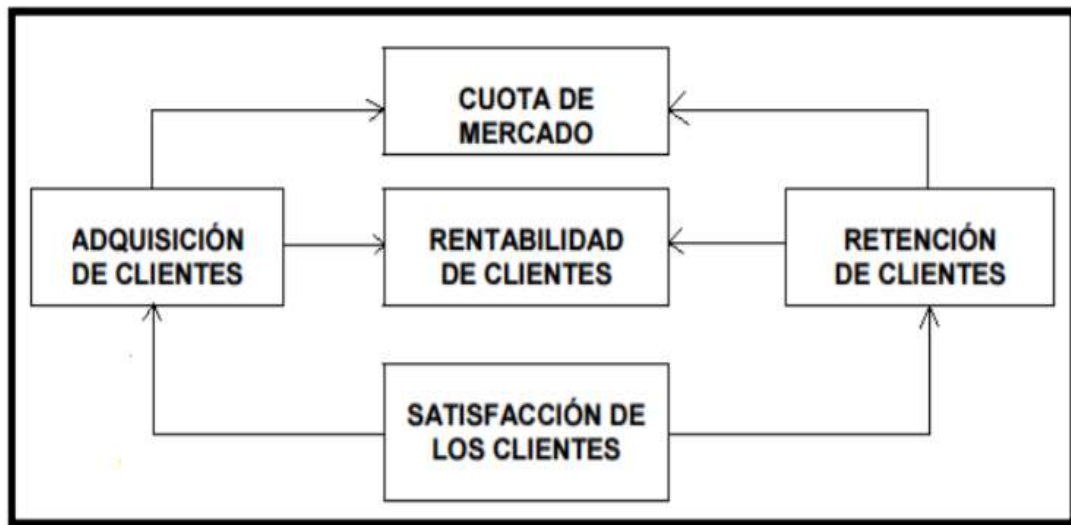 CUOTA DE
MERCADO
ADQUISICIÓN
DE CLIENTES
RENTABILIDAD
DE CLIENTES
RETENCIÓN
DE CLIENTES
SATISFACCIÓN DE
LOS CLIENTES